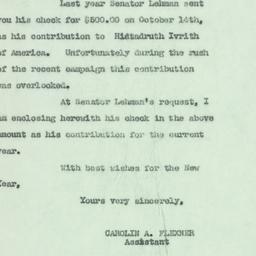 Last year Senator Lehman sent
you his check for $500.00 on October 14th,
as his contribution to Histadruth Ivrith
of America. Unfortunately during the rush
of the recent campaign this contribution
was overlooked.
At Senator Lehman's request, I
am enclosing herewith his check in the above
amount as his contribution for the current
year.
With best wishes for the New
Year,
Yours very sincerely,
CAROLIN A. FLEXNER
Assistant